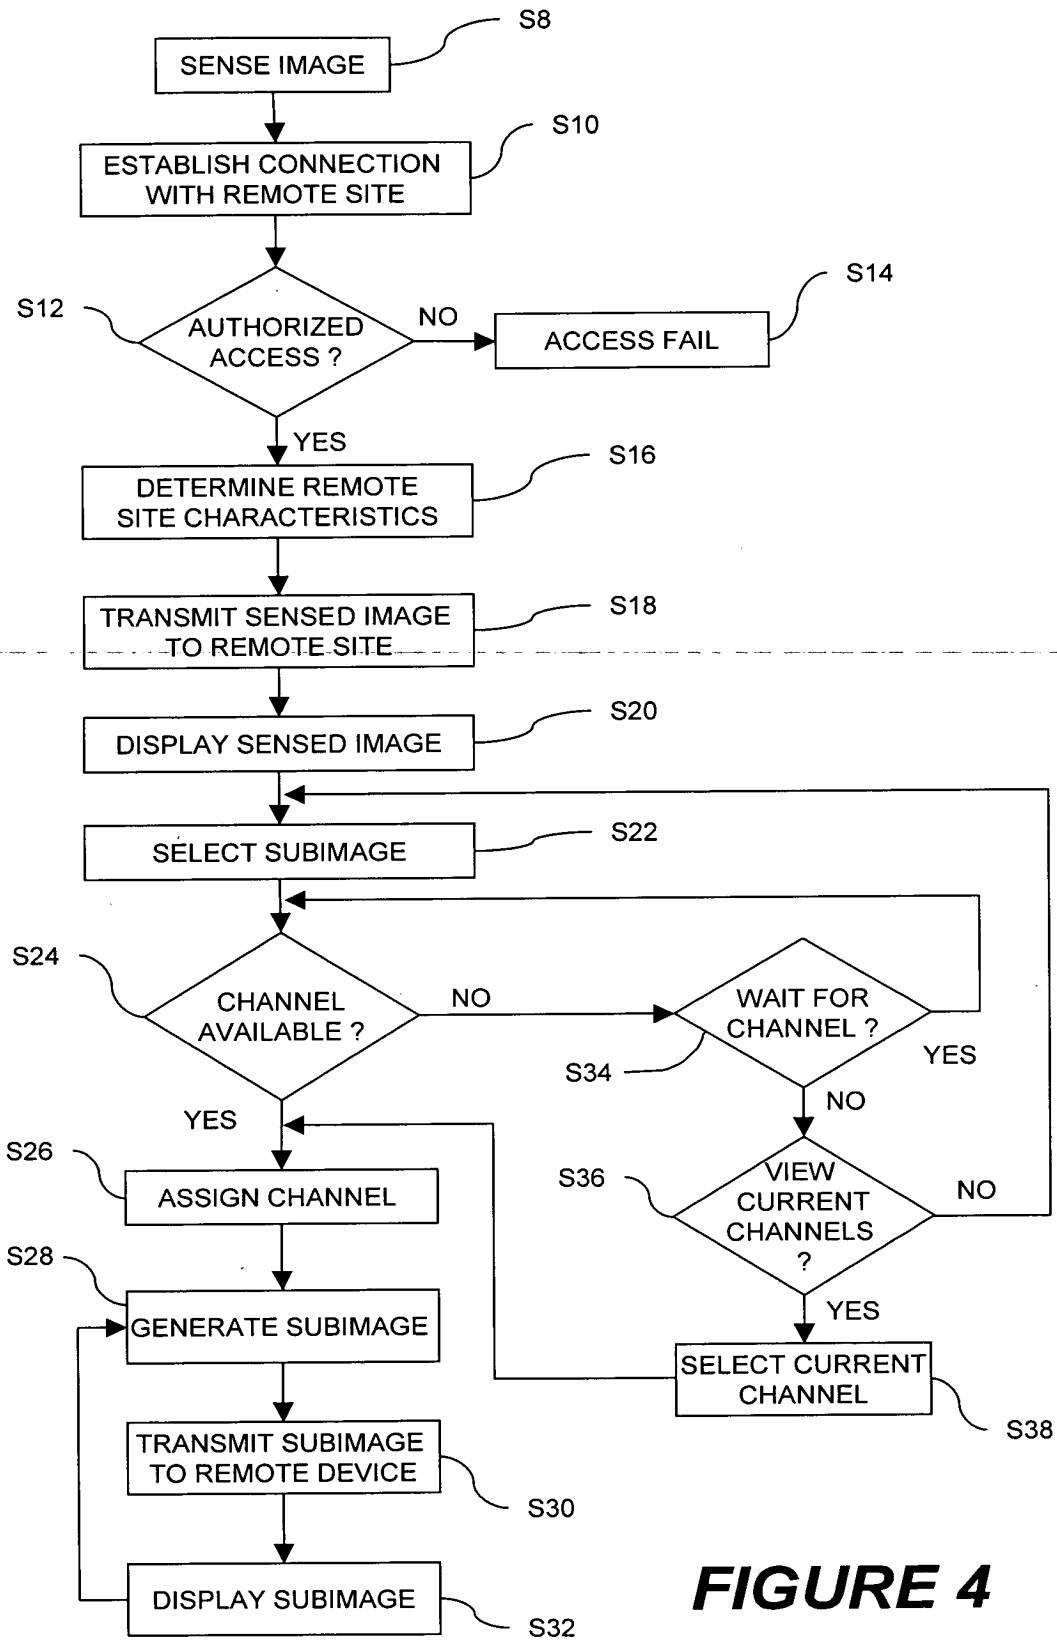 S8
SENSE IMAGE
S10
ESTABLISH CONNECTION
WITH REMOTE SITE
S12
AUTHORIZED
ACCESS ?
NO
S14
ACCESS FAIL
YES
S16
DETERMINE REMOTE
SITE CHARACTERISTICS
S18
TRANSMIT SENSED IMAGE
TO REMOTE SITE
S20
DISPLAY SENSED IMAGE
S22
SELECT SUBIMAGE
S24
CHANNEL
AVAILABLE ?
NO
WAIT FOR
CHANNEL ?
S34
YES
NO
YES
S26
ASSIGN CHANNEL
S36
VIEW
CURRENT
CHANNELS
?
NO
YES
S28
GENERATE SUBIMAGE
SELECT CURRENT
CHANNEL
S38
TRANSMIT SUBIMAGE
TO REMOTE DEVICE
S30
DISPLAY SUBIMAGE
S32
FIGURE 4